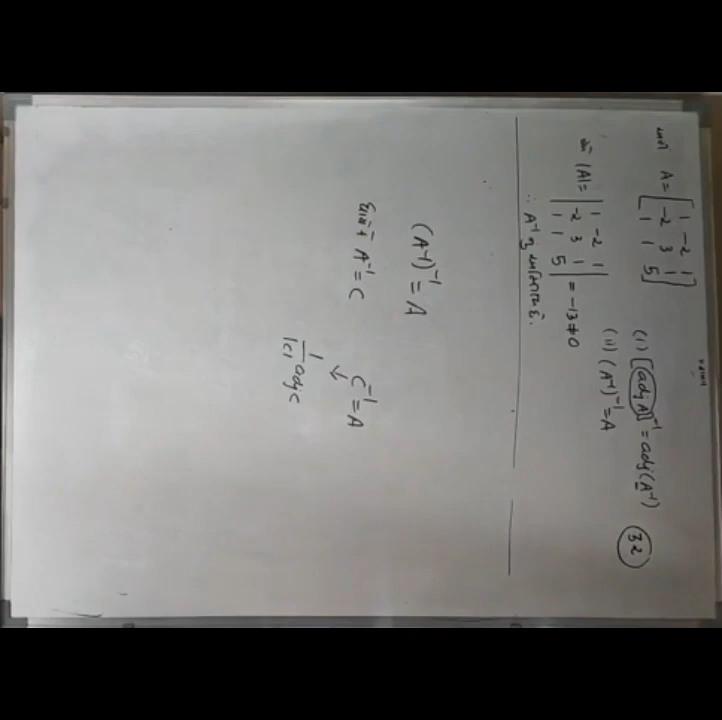 A = [ 1 -2 1
-2 3 1
1 1 5 ]
(i) [adj A]⁻¹ = adj(A⁻¹)
(ii) (A⁻¹)⁻¹ = A
32
|A| = | 1 -2 1
-2 3 1
1 1 5 | = -13 ≠ 0
∴ A⁻¹
(A⁻¹)⁻¹ = A
A⁻¹ = C
C⁻¹ = A
↓
1/|C| adj C